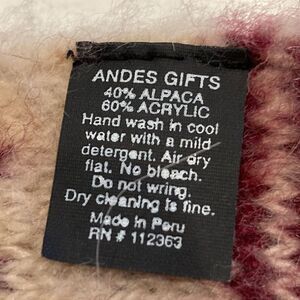 ANDES GIFTS
40% ALPACA
60% ACRYLIC
Hand wash in cool
water with a mild
detergent. Air dry
flat. No bleach.
Do not wring.
Dry cleaning is fine.
Made in Peru
RN # 112363